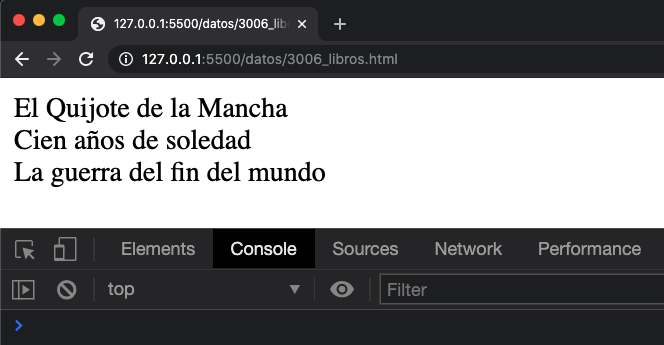 127.0.0.1:5500/datos/3006_lib
127.0.0.1:5500/datos/3006_libros.html
El Quijote de la Mancha
Cien años de soledad
La guerra del fin del mundo
Elements Console Sources Network Performance
top Filter